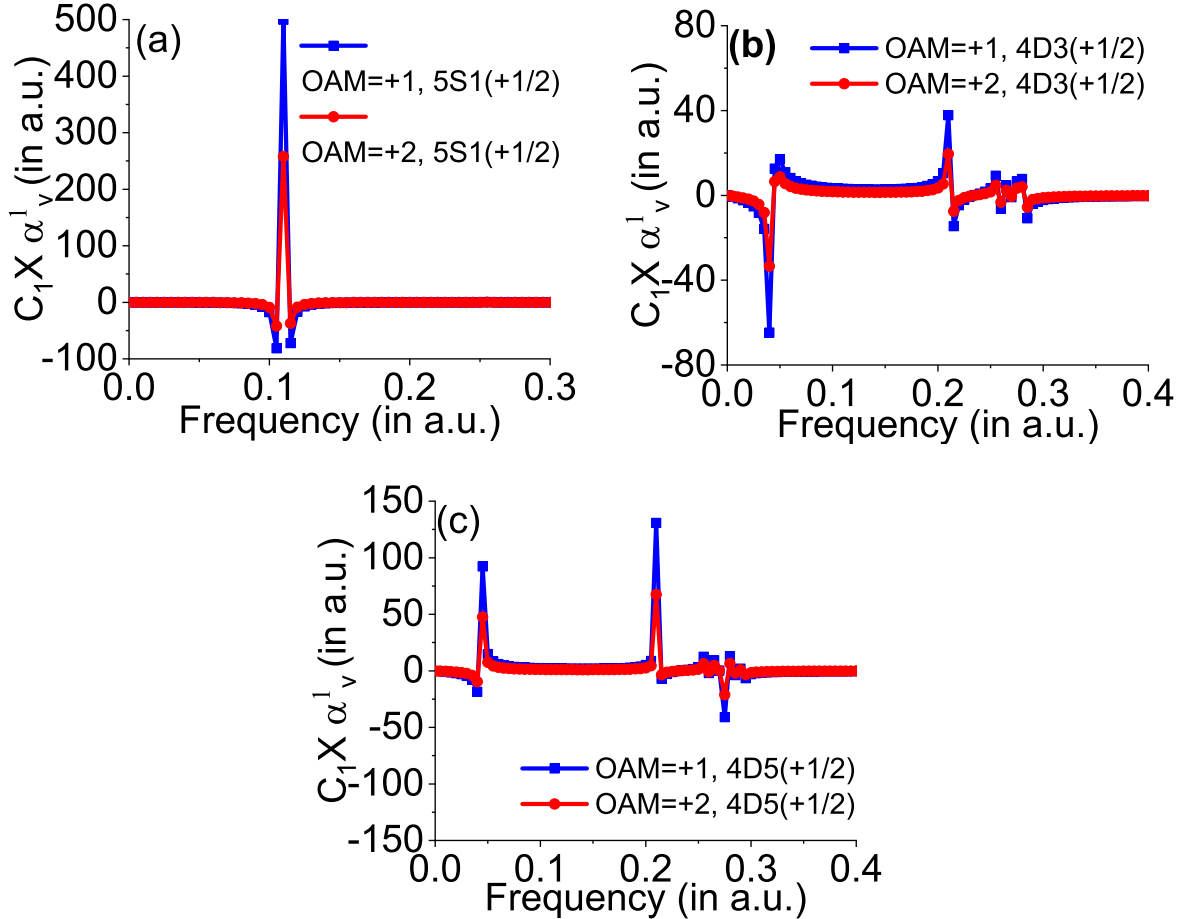 (a)
500
400
300
200
100
0
-100
C₁X α¹ᵥ(in a.u.)
OAM=+1, 5S1(+1/2)
OAM=+2, 5S1(+1/2)
0.0 0.1 0.2 0.3
Frequency (in a.u.)
(b)
80
40
0
-40
-80
C₁X α¹ᵥ(in a.u.)
OAM=+1, 4D3(+1/2)
OAM=+2, 4D3(+1/2)
0.0 0.1 0.2 0.3 0.4
Frequency (in a.u.)
(c)
150
100
50
0
-50
-100
-150
C₁X α¹ᵥ(in a.u.)
OAM=+1, 4D5(+1/2)
OAM=+2, 4D5(+1/2)
0.0 0.1 0.2 0.3 0.4
Frequency (in a.u.)